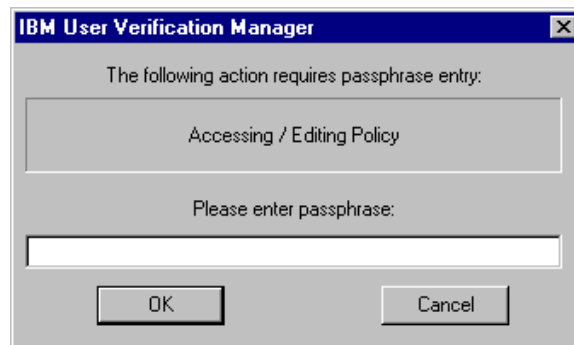 IBM User Verification Manager
The following action requires passphrase entry:
Accessing / Editing Policy
Please enter passphrase:
OK
Cancel